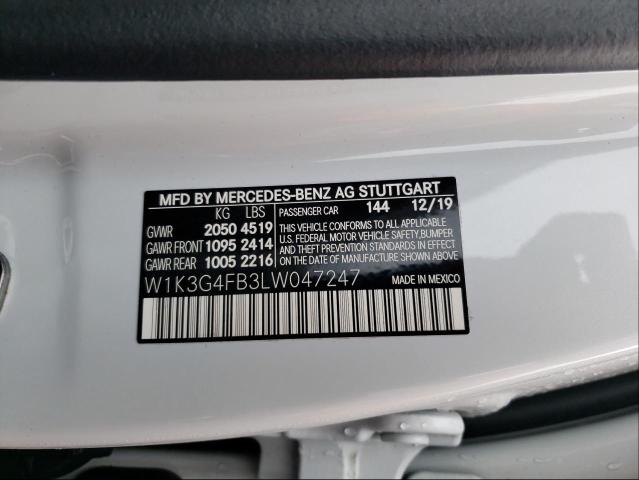 MFD BY MERCEDES-BENZ AG STUTTGART
KG LBS
GVWR 2050 4519
GAWR FRONT 1095 2414
GAWR REAR 1005 2216
PASSENGER CAR 144 12/19
THIS VEHICLE CONFORMS TO ALL APPLICABLE
U.S. FEDERAL MOTOR VEHICLE SAFETY, BUMPER,
AND THEFT PREVENTION STANDARDS IN EFFECT
ON THE DATE OF MANUFACTURE SHOWN ABOVE.
W1K3G4FB3LW047247
MADE IN MEXICO